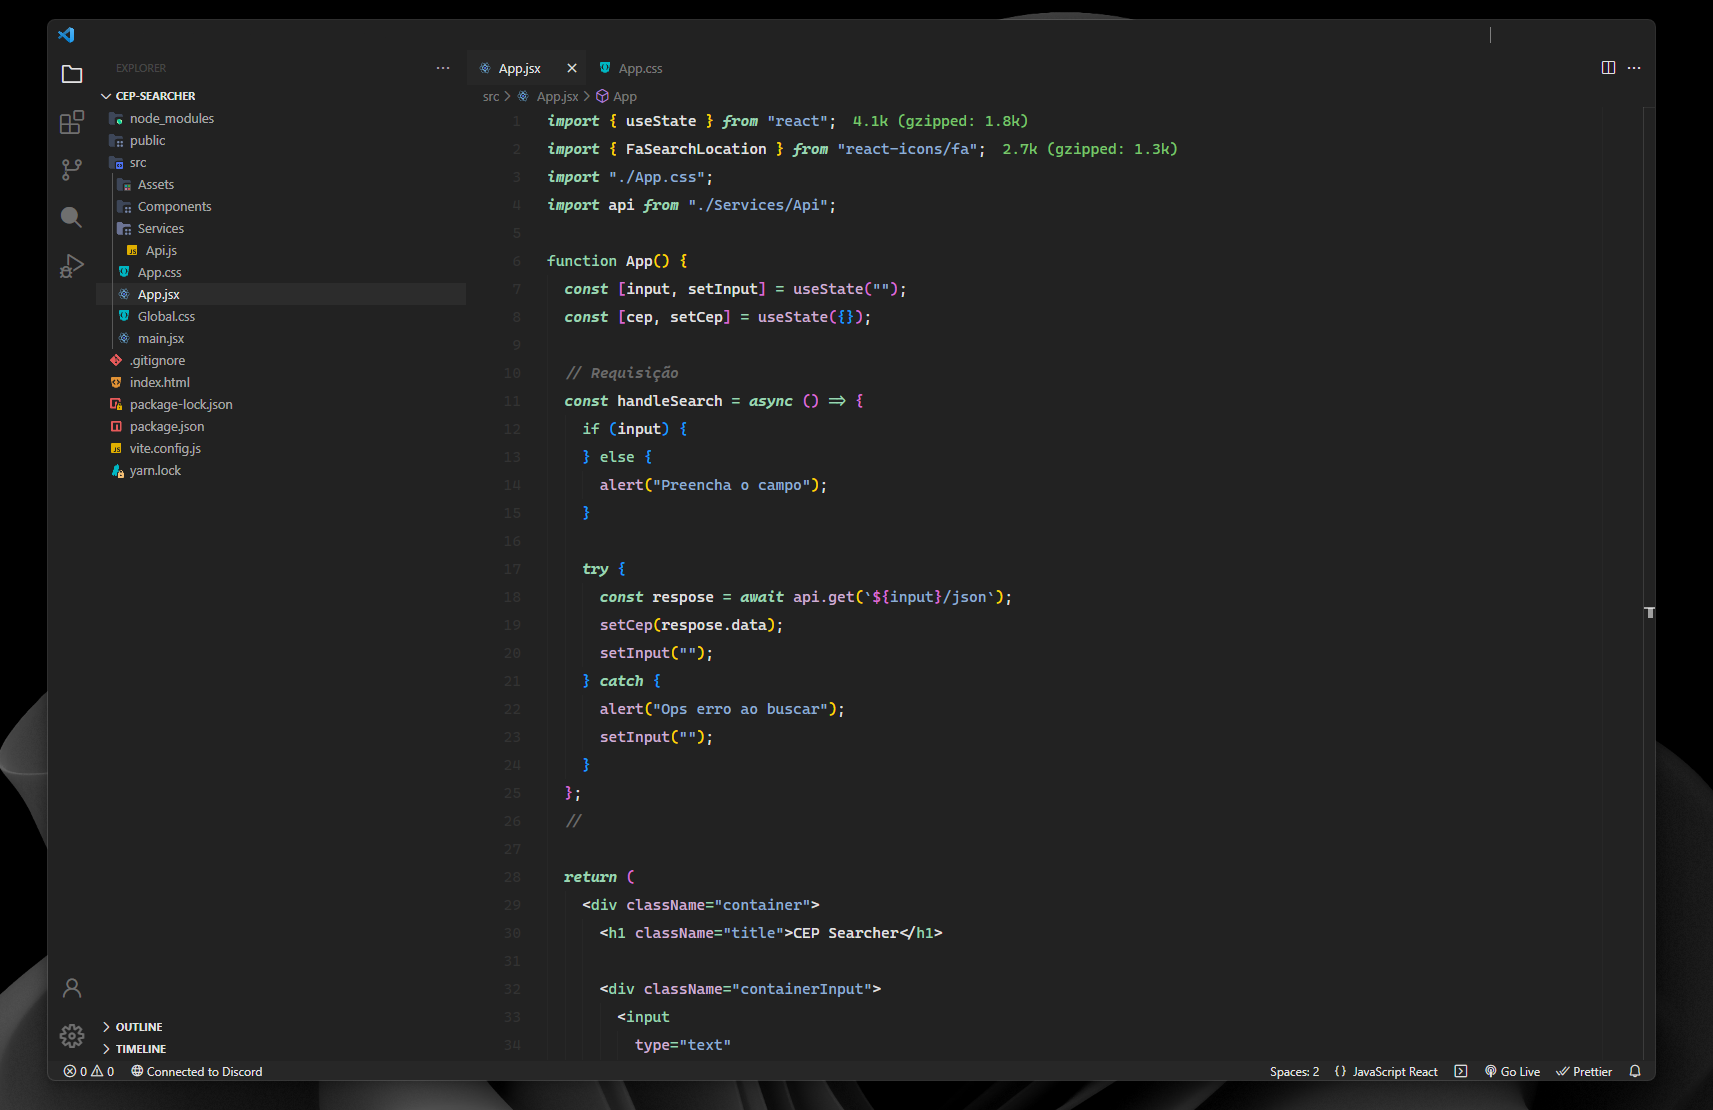 EXPLORER
CEP-SEARCHER
node_modules
public
src
Assets
Components
Services
Api.js
App.css
App.jsx
Global.css
main.jsx
.gitignore
index.html
package-lock.json
package.json
vite.config.js
yarn.lock
OUTLINE
TIMELINE
App.jsx
App.css
src > App.jsx > App
1 import { useState } from "react"; 4.1k (gzipped: 1.8k)
2 import { FaSearchLocation } from "react-icons/fa"; 2.7k (gzipped: 1.3k)
3 import "./App.css";
4 import api from "./Services/Api";
5
6 function App() {
7 const [input, setInput] = useState("");
8 const [cep, setCep] = useState({});
9
10 // Requisição
11 const handleSearch = async () => {
12 if (input) {
13 } else {
14 alert("Preencha o campo");
15 }
16
17 try {
18 const respose = await api.get(`${input}/json`);
19 setCep(respose.data);
20 setInput("");
21 } catch {
22 alert("Ops erro ao buscar");
23 setInput("");
24 }
25 };
26 //
27
28 return (
29 <div className="container">
30 <h1 className="title">CEP Searcher</h1>
31
32 <div className="containerInput">
33 <input
34 type="text"
0 0 Connected to Discord
Spaces: 2 {} JavaScript React Go Live Prettier